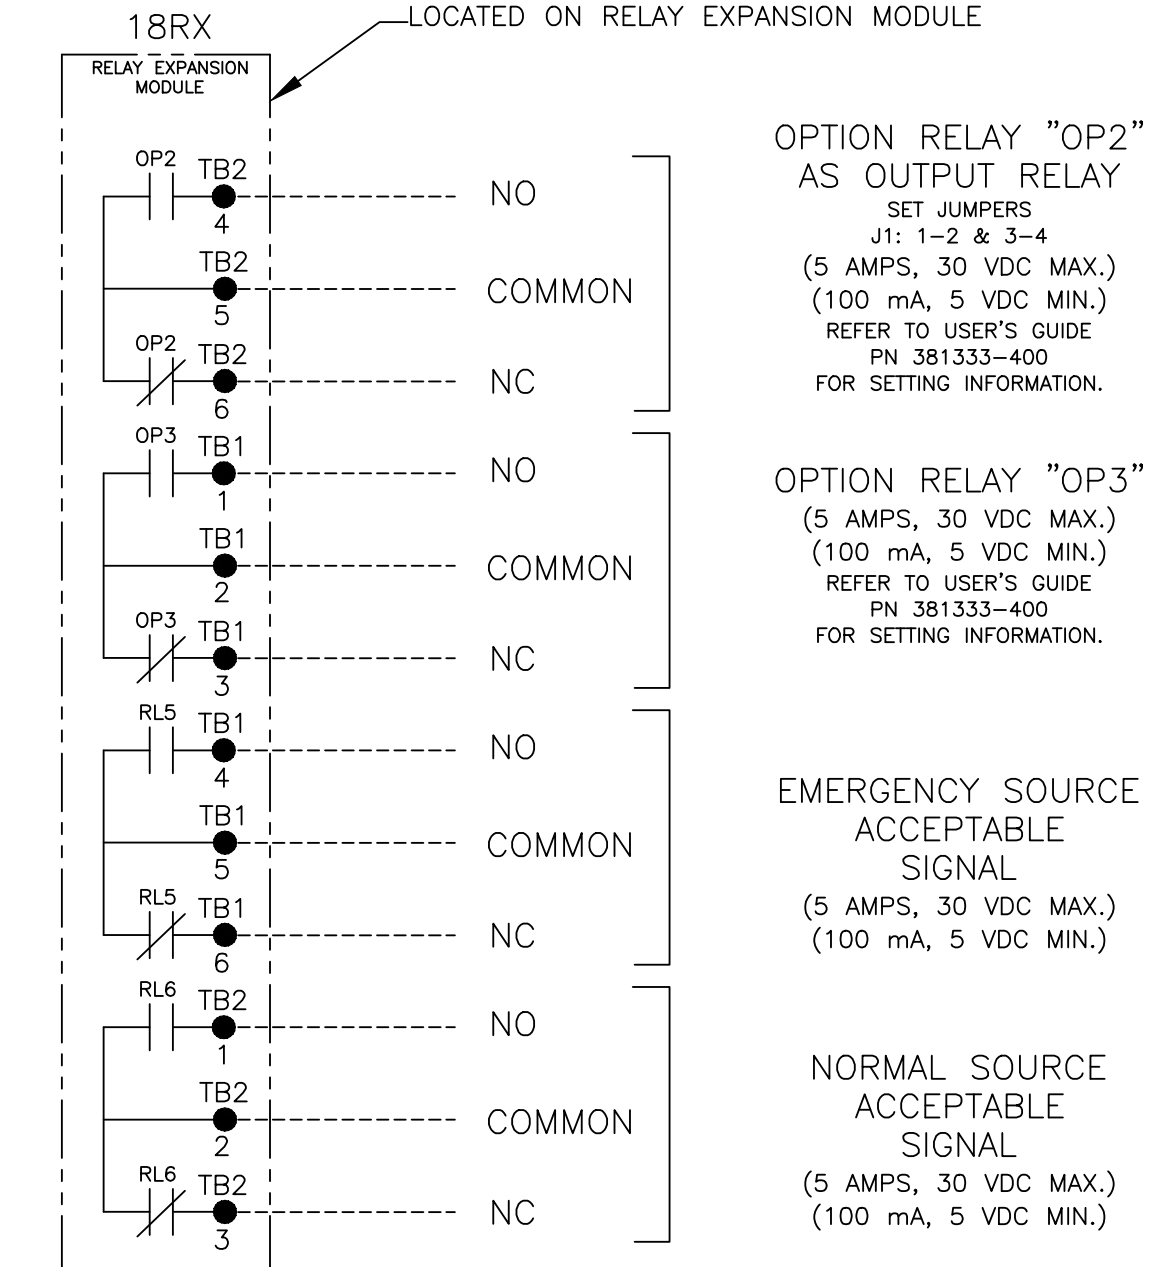 LOCATED ON RELAY EXPANSION MODULE
18RX
RELAY EXPANSION
MODULE
OP2
TB2
4
NO
TB2
5
COMMON
OP2
TB2
6
NC
OPTION RELAY "OP2"
AS OUTPUT RELAY
SET JUMPERS
J1: 1-2 & 3-4
(5 AMPS, 30 VDC MAX.)
(100 mA, 5 VDC MIN.)
REFER TO USER'S GUIDE
PN 381333-400
FOR SETTING INFORMATION.
OP3
TB1
1
NO
TB1
2
COMMON
OP3
TB1
3
NC
OPTION RELAY "OP3"
(5 AMPS, 30 VDC MAX.)
(100 mA, 5 VDC MIN.)
REFER TO USER'S GUIDE
PN 381333-400
FOR SETTING INFORMATION.
RL5
TB1
4
NO
TB1
5
COMMON
RL5
TB1
6
NC
EMERGENCY SOURCE
ACCEPTABLE
SIGNAL
(5 AMPS, 30 VDC MAX.)
(100 mA, 5 VDC MIN.)
RL6
TB2
1
NO
TB2
2
COMMON
RL6
TB2
3
NC
NORMAL SOURCE
ACCEPTABLE
SIGNAL
(5 AMPS, 30 VDC MAX.)
(100 mA, 5 VDC MIN.)